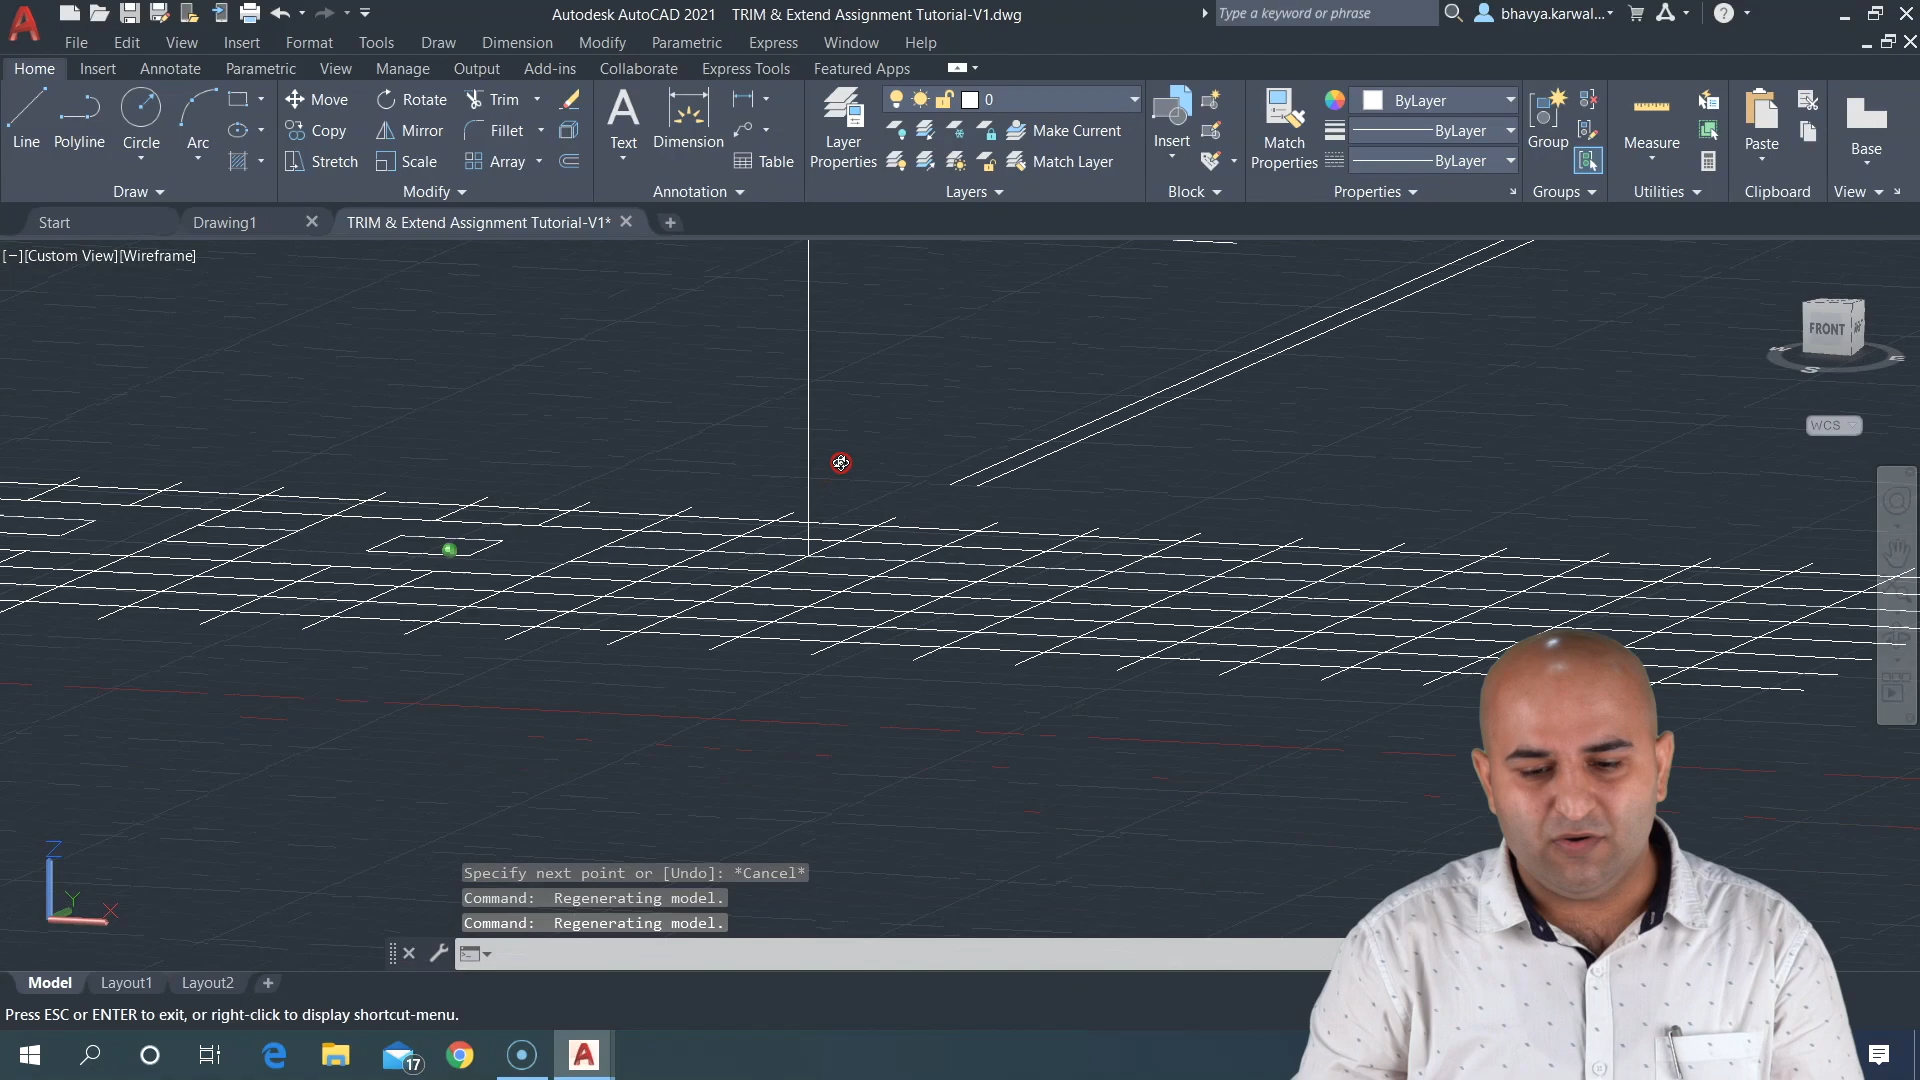 Autodesk AutoCAD 2021 TRIM & Extend Assignment Tutorial-V1.dwg
Type a keyword or phrase
bhavya.karwal...
File Edit View Insert Format Tools Draw Dimension Modify Parametric Express Window Help
Home Insert Annotate Parametric View Manage Output Add-ins Collaborate Express Tools Featured Apps
Line Polyline Circle Arc
Move Rotate Trim
Copy Mirror Fillet
Stretch Scale Array
Text Dimension Table
Layer Properties
0
Make Current
Match Layer
Insert
Match Properties
ByLayer
ByLayer
ByLayer
Group
Measure
Paste
Base
Draw Modify Annotation Layers Block Properties Groups Utilities Clipboard View
Start Drawing1 TRIM & Extend Assignment Tutorial-V1*
[−][Custom View][Wireframe]
FRONT
S
WCS
Z
Y
X
Specify next point or [Undo]: *Cancel*
Command: Regenerating model.
Command: Regenerating model.
Model Layout1 Layout2
Press ESC or ENTER to exit, or right-click to display shortcut-menu.
17
A